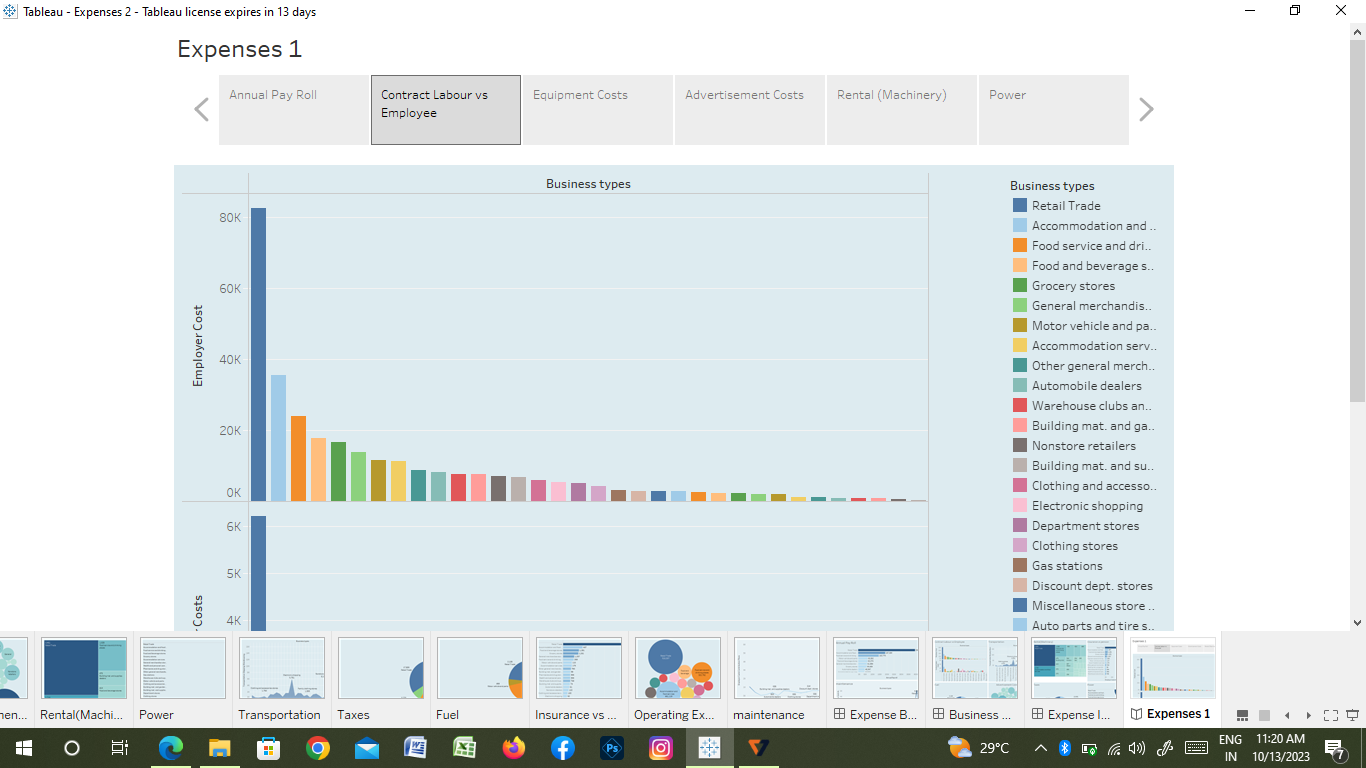 Tableau - Expenses 2 - Tableau license expires in 13 days
Expenses 1
Annual Pay Roll
Contract Labour vs
Employee
Equipment Costs
Advertisement Costs
Rental (Machinery)
Power
Business types
80K
60K
40K
20K
0K
Employer Cost
6K
5K
4K
Costs
Business types
Retail Trade
Accommodation and ..
Food service and dri..
Food and beverage s..
Grocery stores
General merchandis..
Motor vehicle and pa..
Accommodation serv..
Other general merch..
Automobile dealers
Warehouse clubs an..
Building mat. and ga..
Nonstore retailers
Building mat. and su..
Clothing and accesso..
Electronic shopping
Department stores
Clothing stores
Gas stations
Discount dept. stores
Miscellaneous store ..
Auto parts and tire s..
Rental(Machi...
Power
Transportation
Taxes
Fuel
Insurance vs ...
Operating Ex...
maintenance
Expense B...
Business ...
Expense I...
Expenses 1
29°C
ENG
IN
11:20 AM
10/13/2023
7